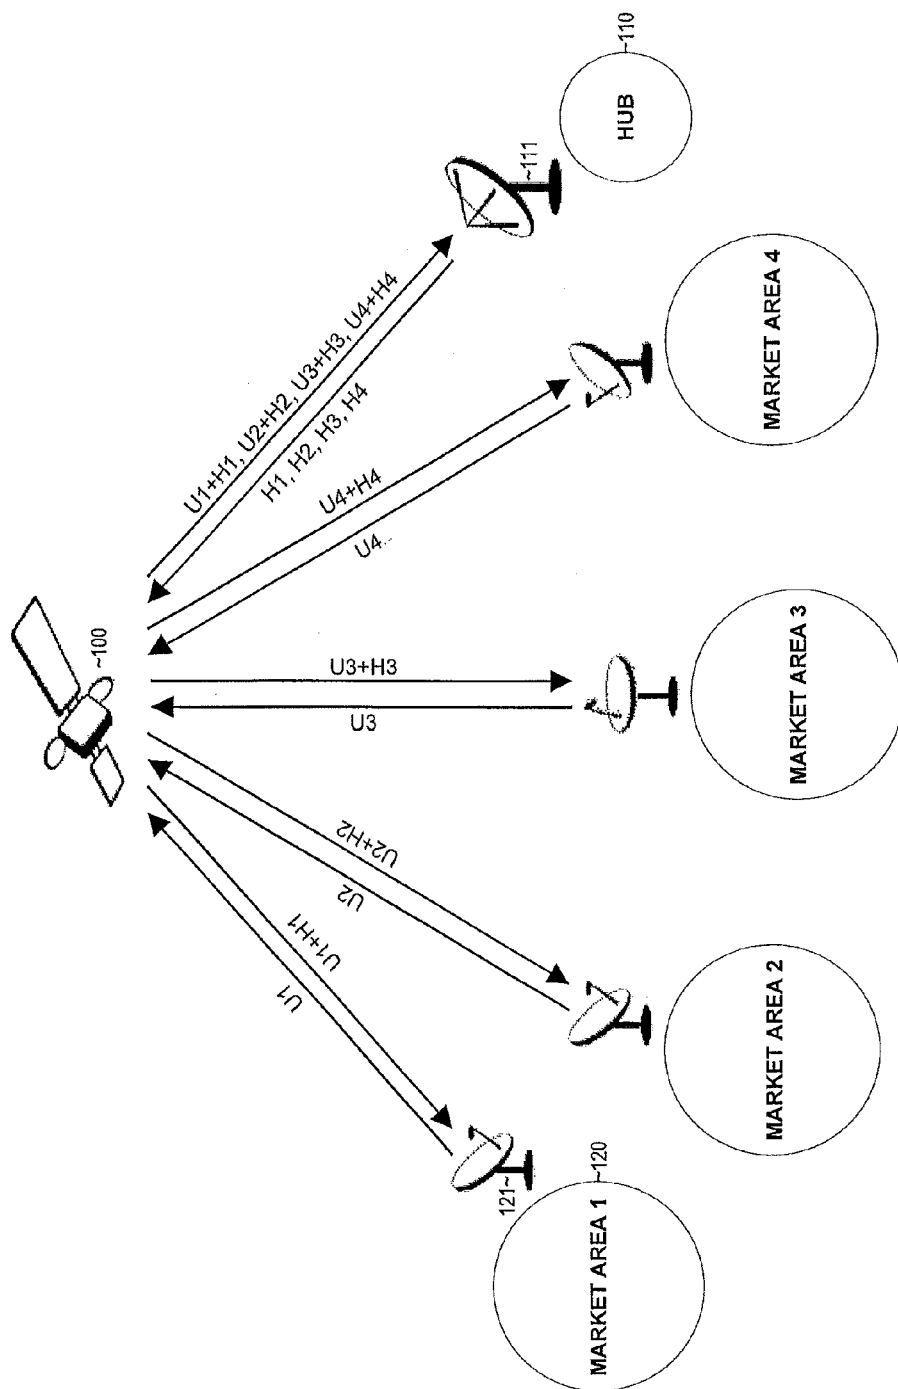 ~100
U1+H1, U2+H2, U3+H3, U4+H4
H1, H2, H3, H4
U4+H4
U4
U3+H3
U3
U2+H2
U2
U1+H1
U1
121~
~111
MARKET AREA 1
~120
MARKET AREA 2
MARKET AREA 3
MARKET AREA 4
HUB
~110